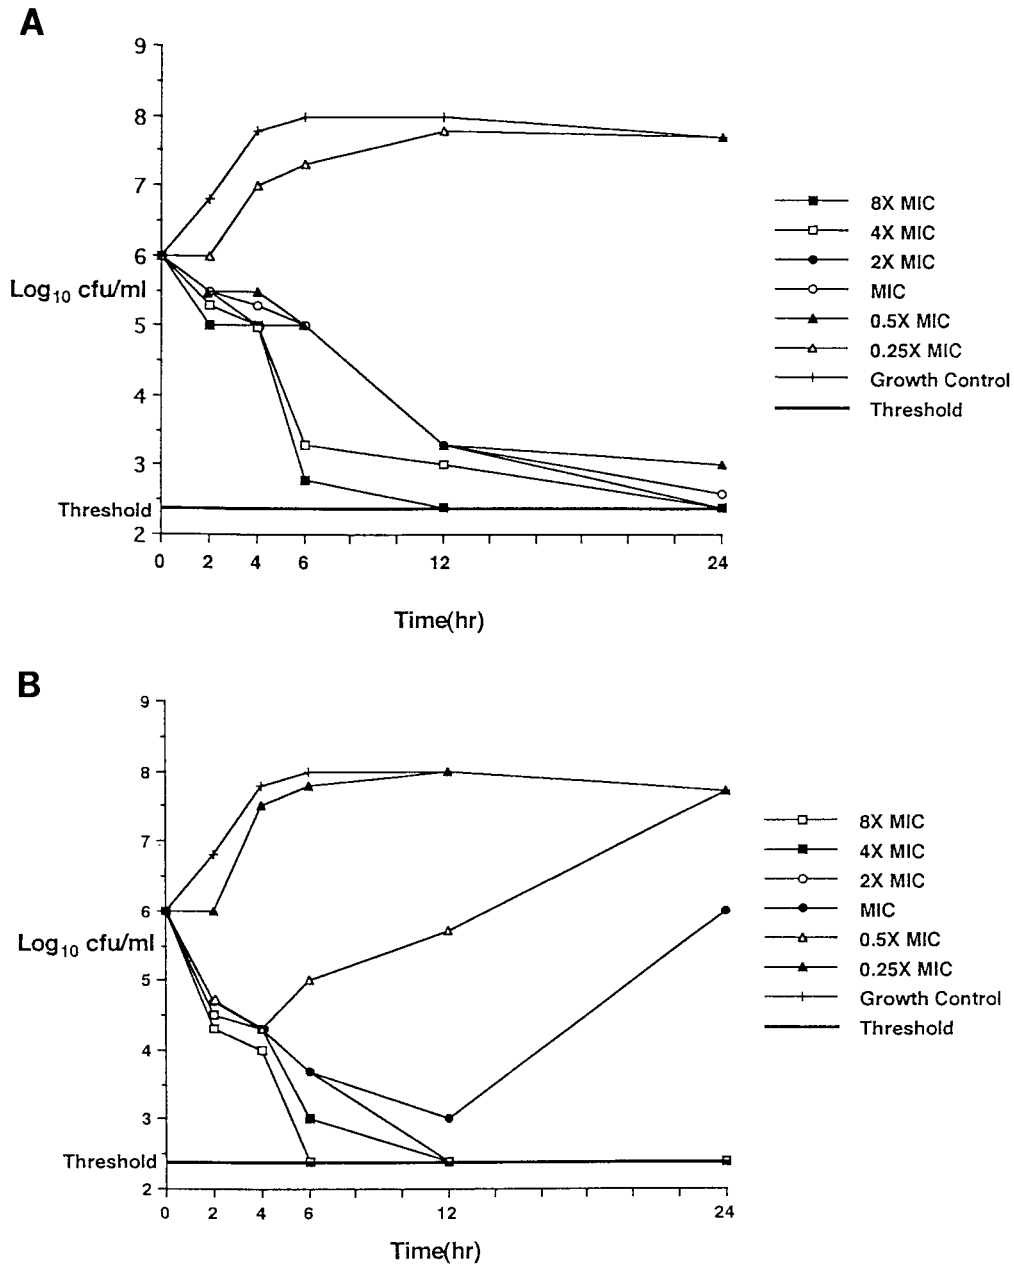 A
9
8
7
6
Log10 cfu/ml
5
4
3
Threshold
2
0 2 4 6 12 24
Time(hr)
8X MIC
4X MIC
2X MIC
MIC
0.5X MIC
0.25X MIC
Growth Control
Threshold
B
9
8
7
6
Log10 cfu/ml
5
4
3
Threshold
2
0 2 4 6 12 24
Time(hr)
8X MIC
4X MIC
2X MIC
MIC
0.5X MIC
0.25X MIC
Growth Control
Threshold